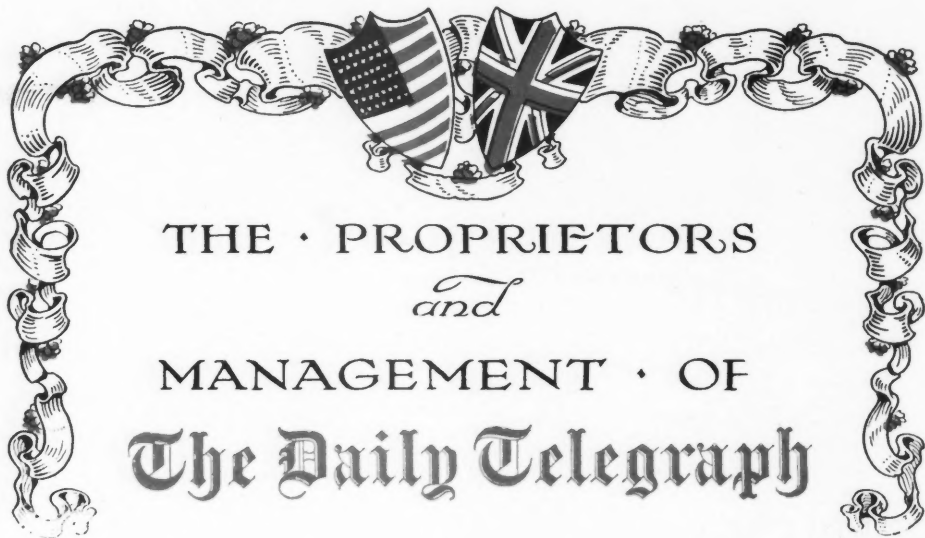 THE · PROPRIETORS
and
MANAGEMENT · OF
The Daily Telegraph